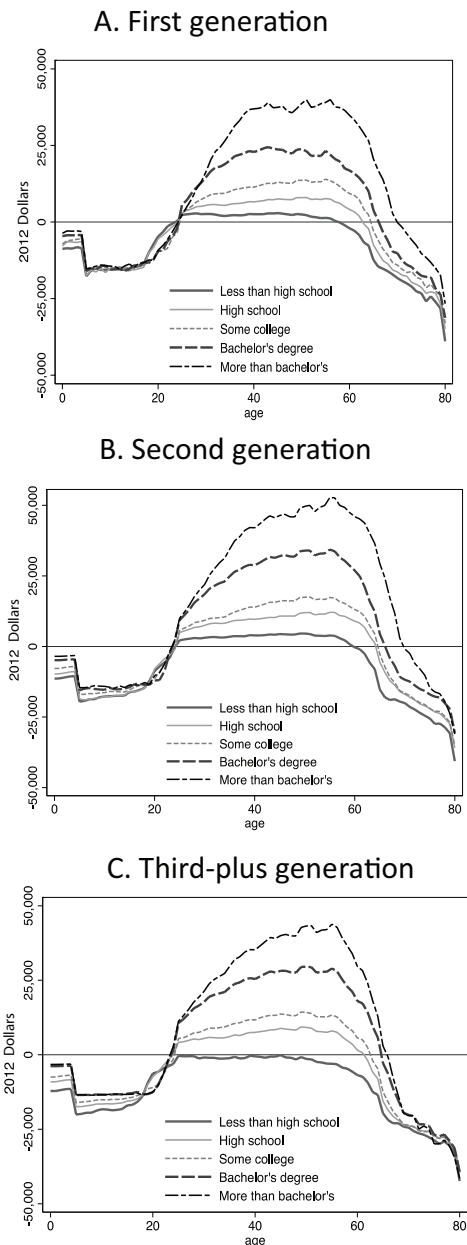 A. First generation
50,000
25,000
0
-25,000
-50,000
2012 Dollars
Less than high school
High school
Some college
Bachelor's degree
More than bachelor's
0 20 40 60 80
age
B. Second generation
50,000
25,000
0
-25,000
-50,000
2012 Dollars
Less than high school
High school
Some college
Bachelor's degree
More than bachelor's
0 20 40 60 80
age
C. Third-plus generation
50,000
25,000
0
-25,000
-50,000
2012 Dollars
Less than high school
High school
Some college
Bachelor's degree
More than bachelor's
0 20 40 60 80
age